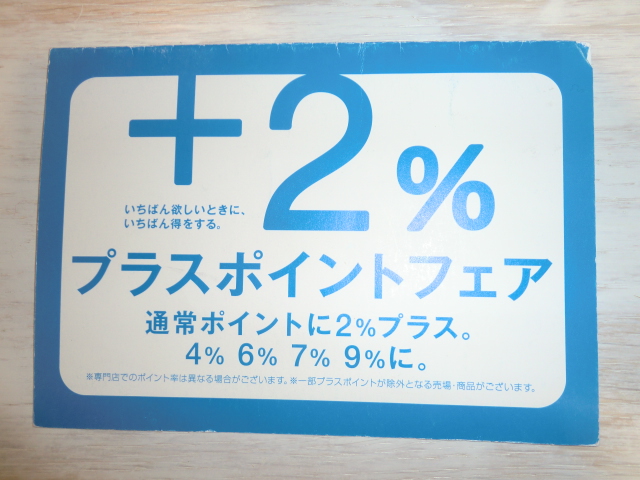 +2%
いちばん欲しいときに、
いちばん得をする。
プラスポイントフェア
通常ポイントに2%プラス。
4% 6% 7% 9%に。
※専門店でのポイント率は異なる場合がございます。※一部プラスポイントが除外となる売場・商品がございます。